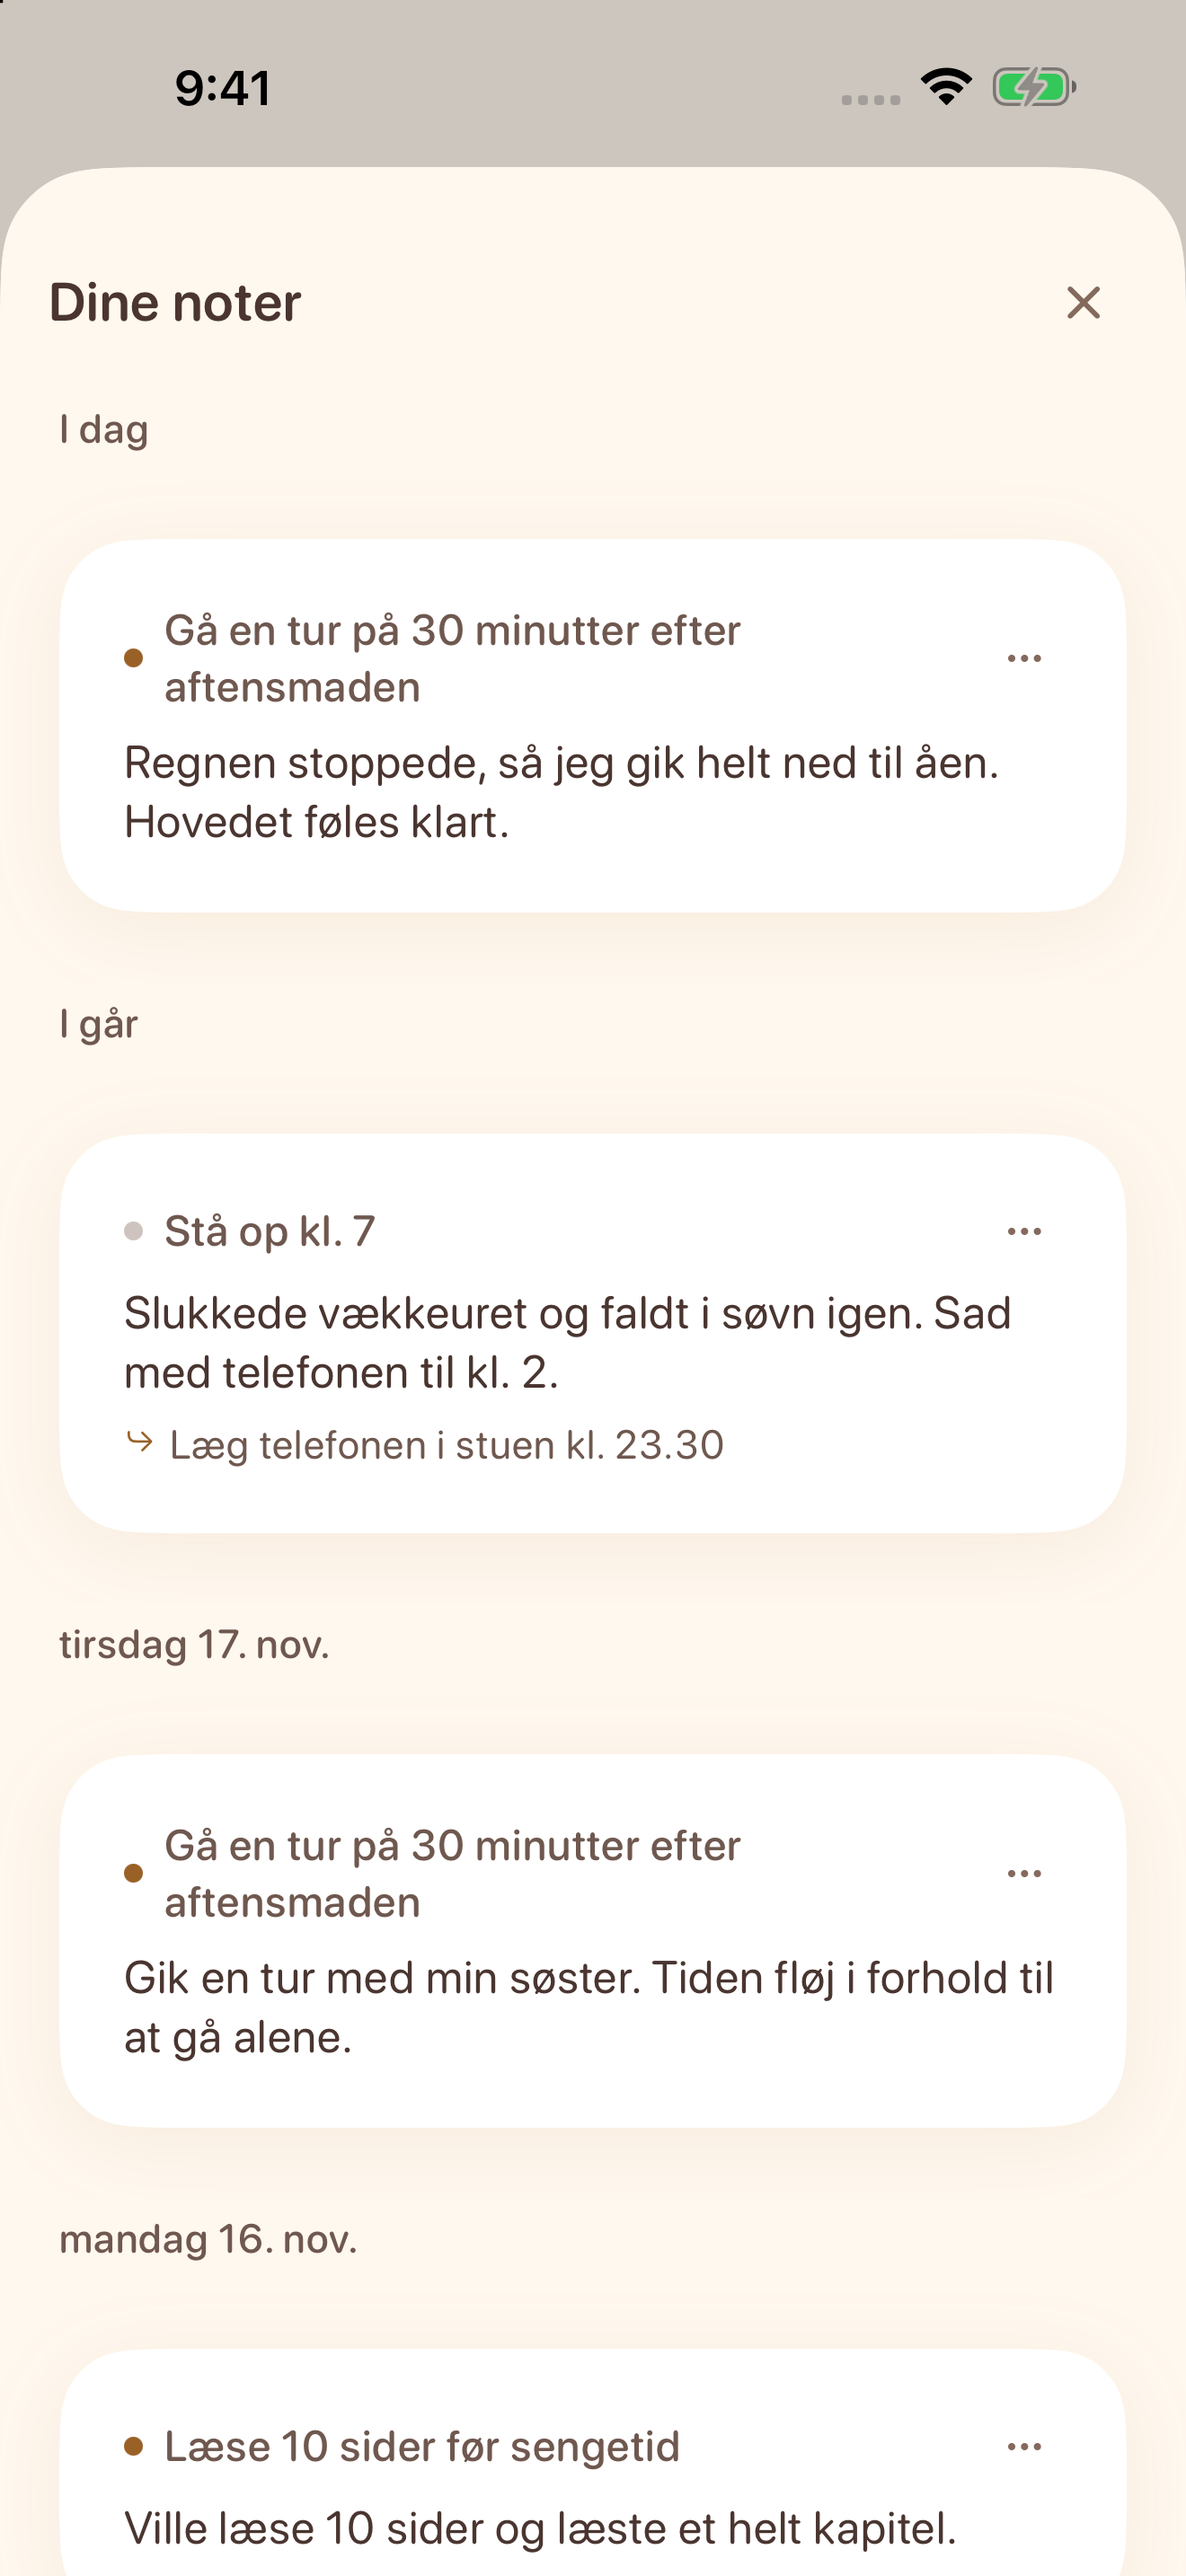 9:41
Dine noter
I dag
Gå en tur på 30 minutter efter
aftensmaden
Regnen stoppede, så jeg gik helt ned til åen.
Hovedet føles klart.
I går
Stå op kl. 7
Slukkede vækkeuret og faldt i søvn igen. Sad
med telefonen til kl. 2.
Læg telefonen i stuen kl. 23.30
tirsdag 17. nov.
Gå en tur på 30 minutter efter
aftensmaden
Gik en tur med min søster. Tiden fløj i forhold til
at gå alene.
mandag 16. nov.
Læse 10 sider før sengetid
Ville læse 10 sider og læste et helt kapitel.